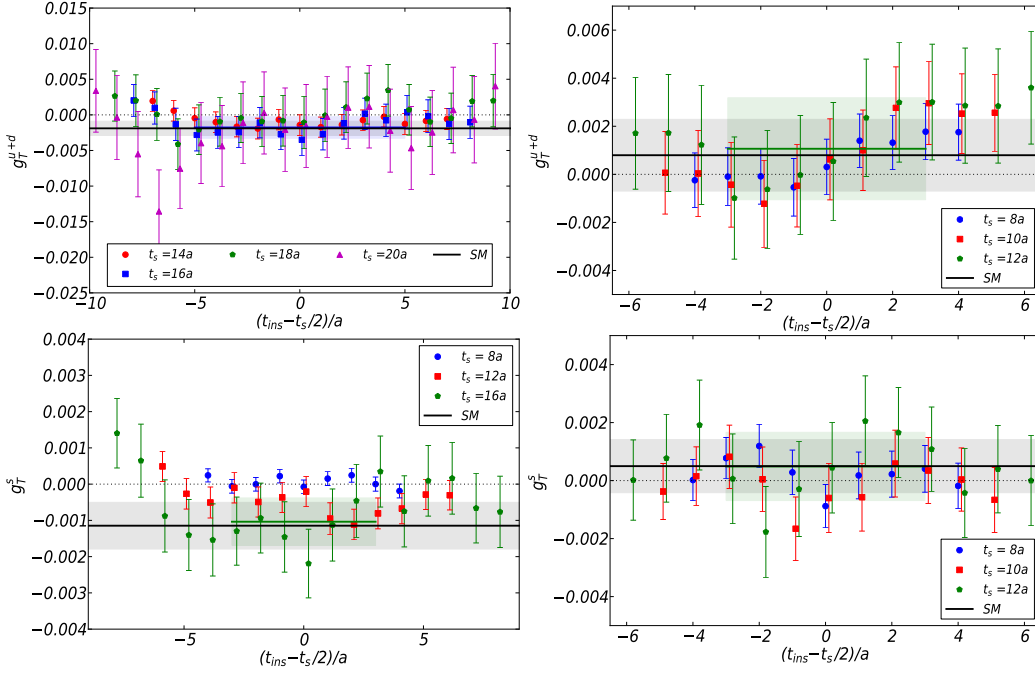 0.015
0.010
0.005
0.000
−0.005
−0.010
−0.015
−0.020
−0.025
g_T^{u+d}
t_s =14a
t_s =16a
t_s =18a
t_s =20a
SM
−10 −5 0 5 10
(t_ins−t_s/2)/a
0.006
0.004
0.002
0.000
−0.002
−0.004
g_T^{u+d}
t_s = 8a
t_s =10a
t_s =12a
SM
−6 −4 −2 0 2 4 6
(t_ins−t_s/2)/a
0.004
0.003
0.002
0.001
0.000
−0.001
−0.002
−0.003
−0.004
g_T^s
t_s = 8a
t_s =12a
t_s =16a
SM
−5 0 5
(t_ins−t_s/2)/a
0.004
0.002
0.000
−0.002
−0.004
g_T^s
t_s = 8a
t_s =10a
t_s =12a
SM
−6 −4 −2 0 2 4 6
(t_ins−t_s/2)/a